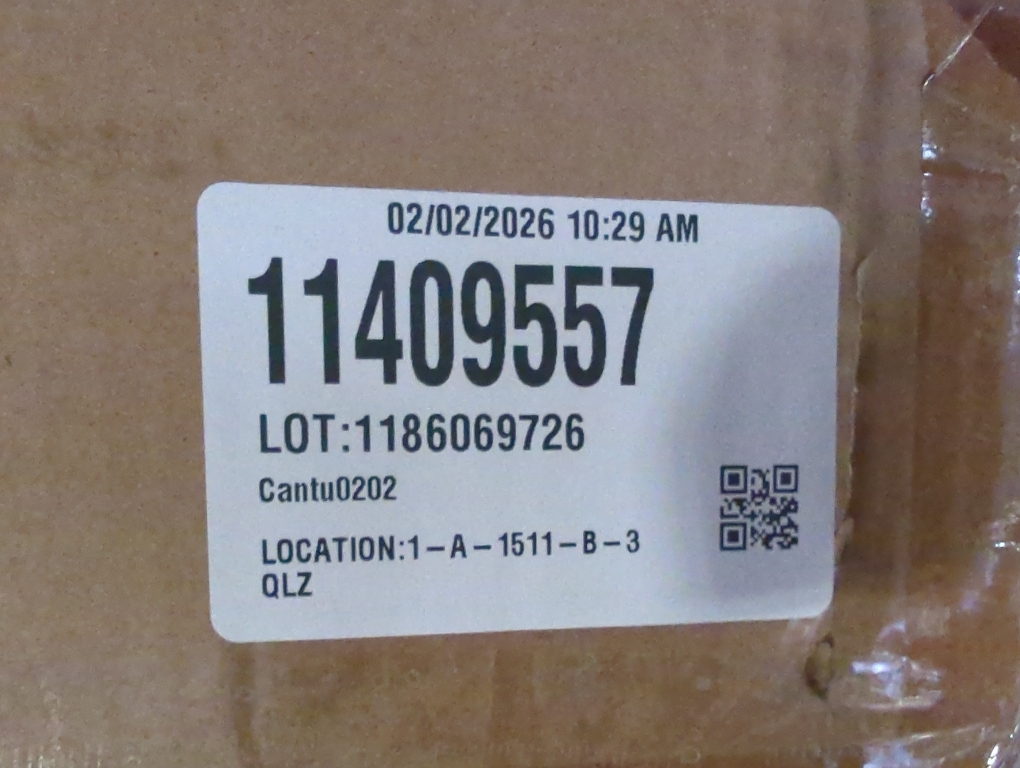 02/02/2026 10:29 AM
11409557
LOT:1186069726
Cantu0202
LOCATION:1-A-1511-B-3
QLZ